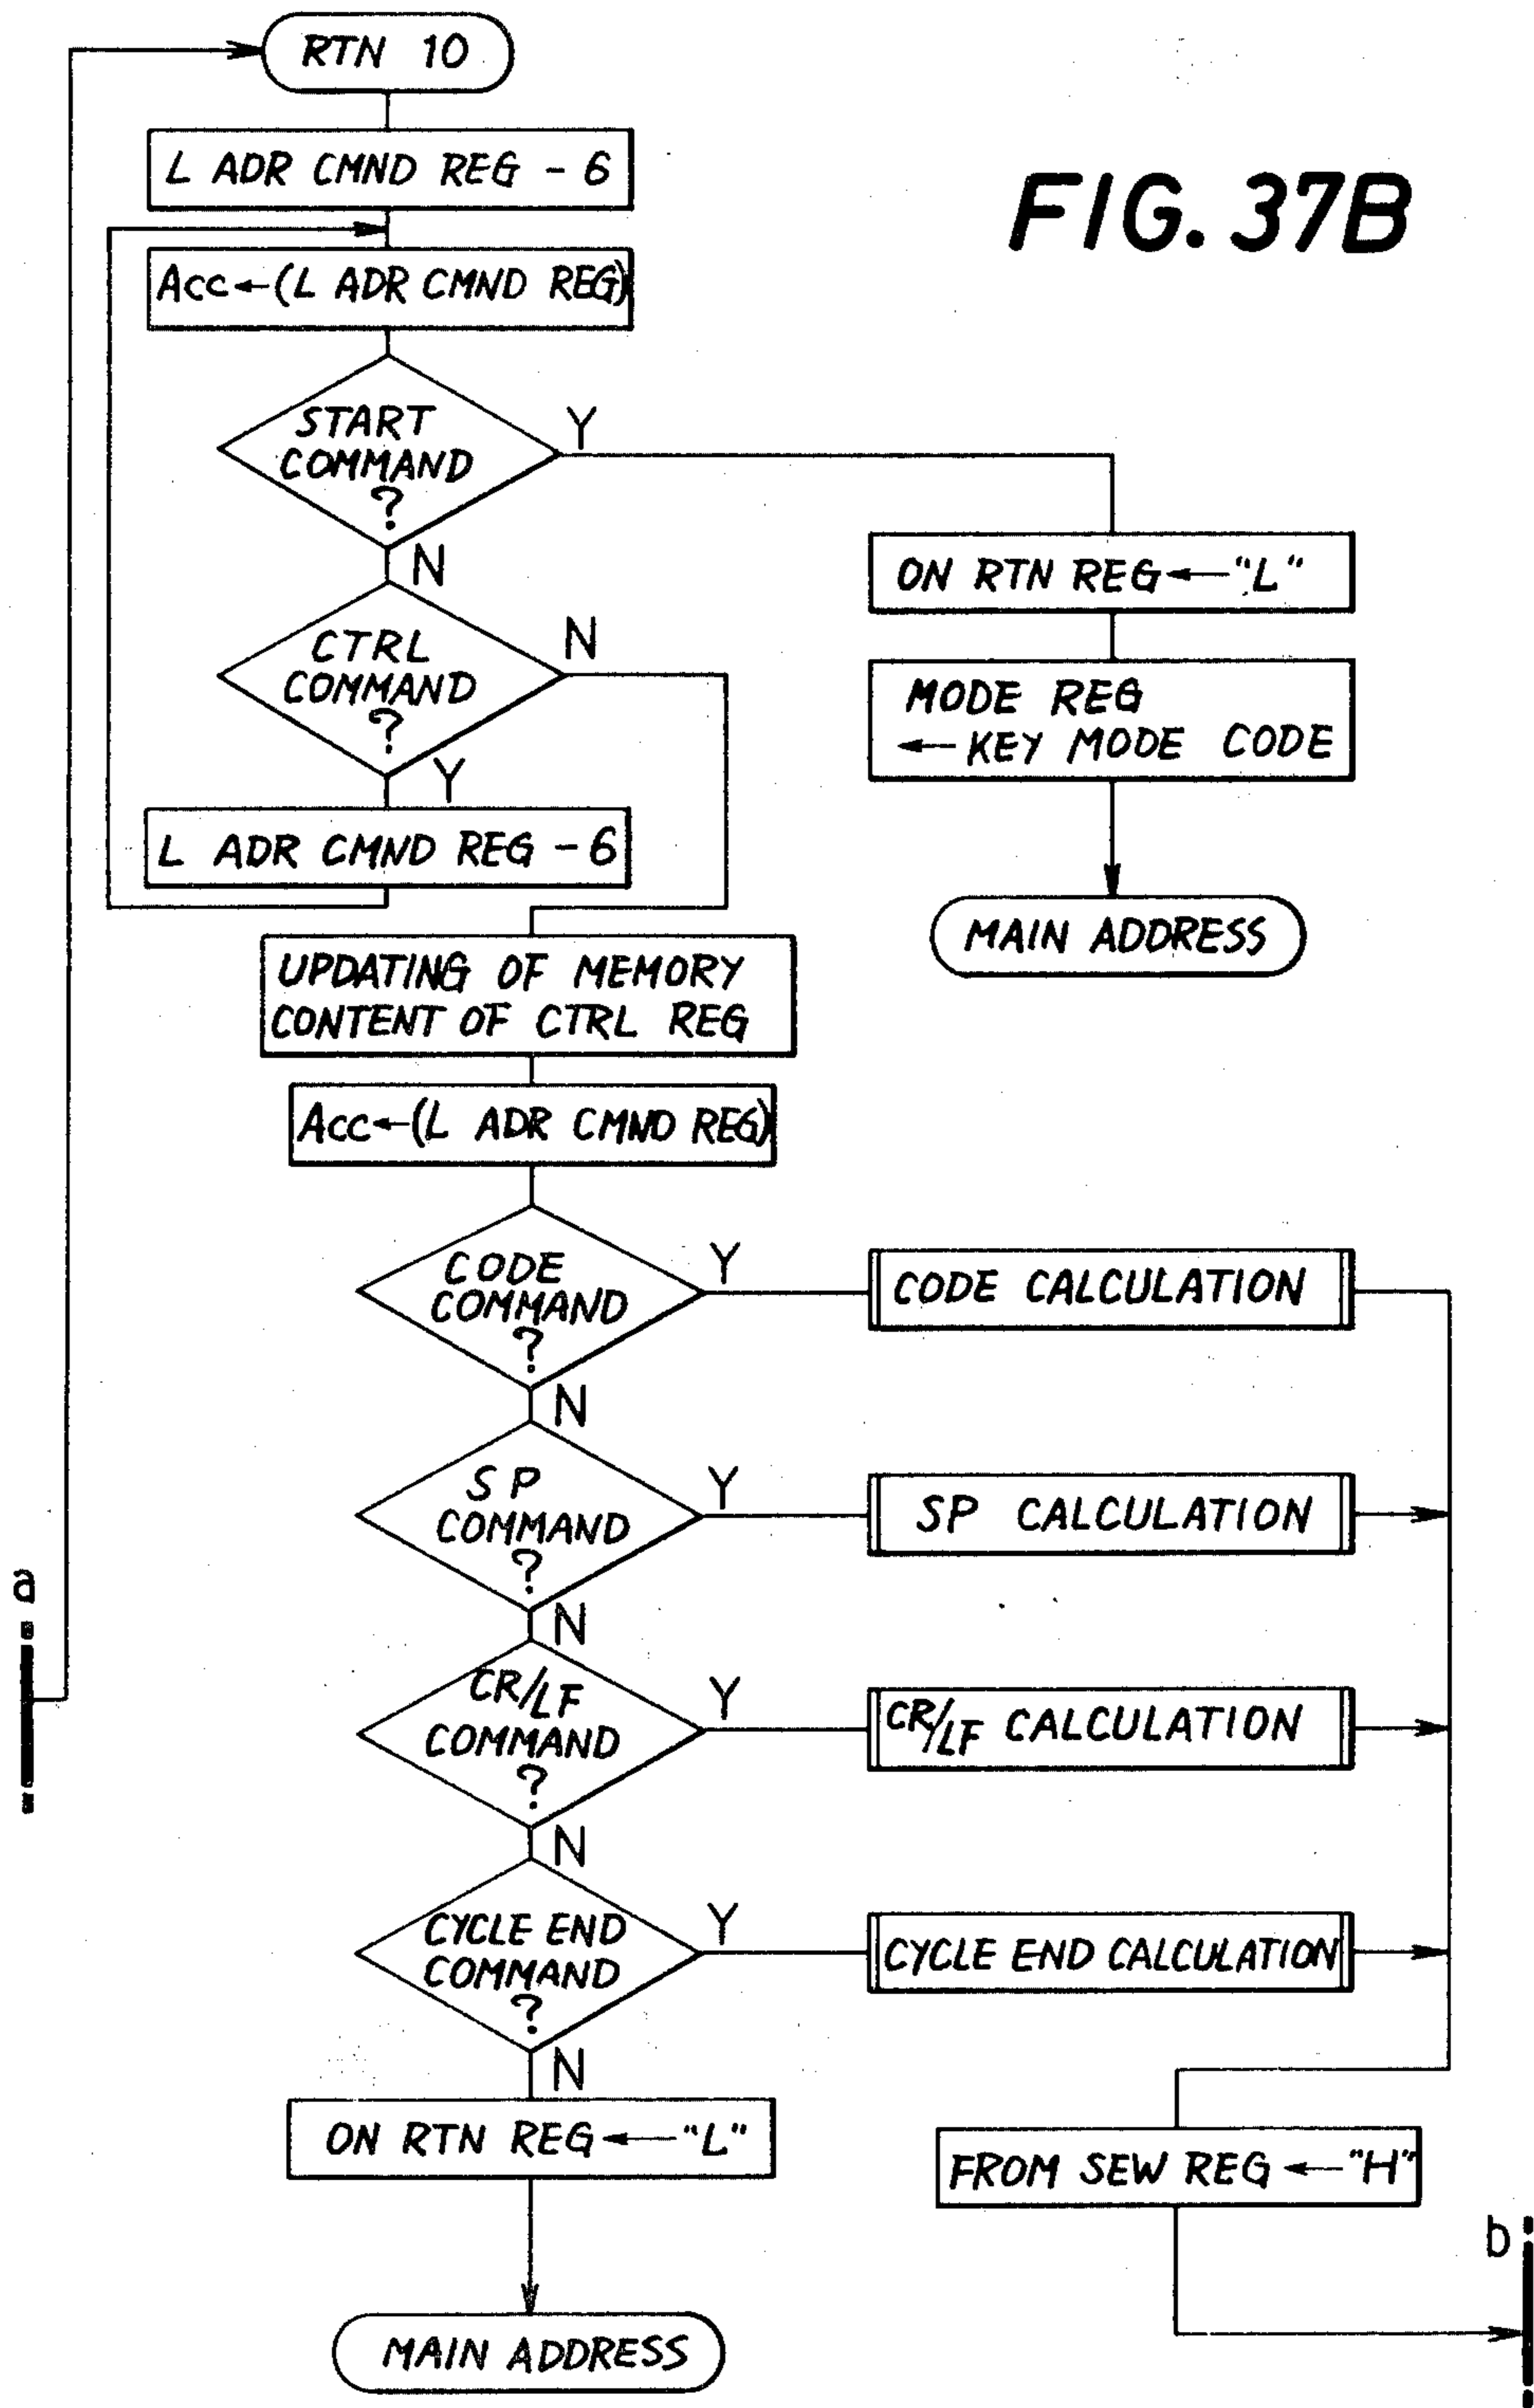 RTN 10
L ADR CMND REG - 6
FIG. 37B
Acc←(L ADR CMND REG)
START
COMMAND
?
Y
N
ON RTN REG ← "L"
CTRL
COMMAND
?
N
Y
MODE REG
← KEY MODE CODE
L ADR CMND REG - 6
MAIN ADDRESS
UPDATING OF MEMORY
CONTENT OF CTRL REG
Acc←(L ADR CMND REG)
CODE
COMMAND
?
Y
N
CODE CALCULATION
SP
COMMAND
?
Y
N
SP CALCULATION
a
CR/LF
COMMAND
?
Y
N
CR/LF CALCULATION
CYCLE END
COMMAND
?
Y
N
CYCLE END CALCULATION
ON RTN REG ← "L"
FROM SEW REG ← "H"
b
MAIN ADDRESS